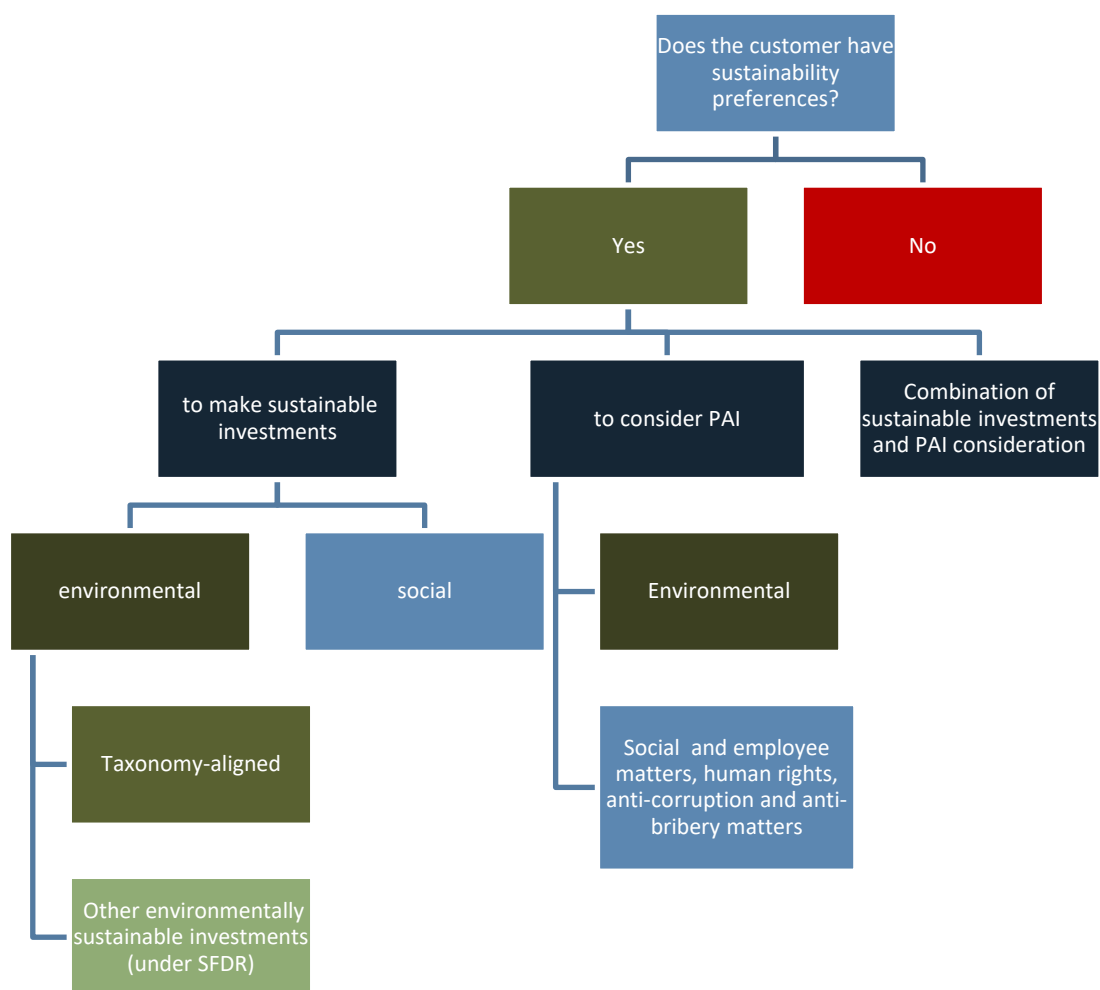 Does the customer have
sustainability
preferences?
Yes
No
to make sustainable
investments
to consider PAI
Combination of
sustainable investments
and PAI consideration
environmental
social
Environmental
Taxonomy-aligned
Social and employee
matters, human rights,
anti-corruption and anti-
bribery matters
Other environmentally
sustainable investments
(under SFDR)